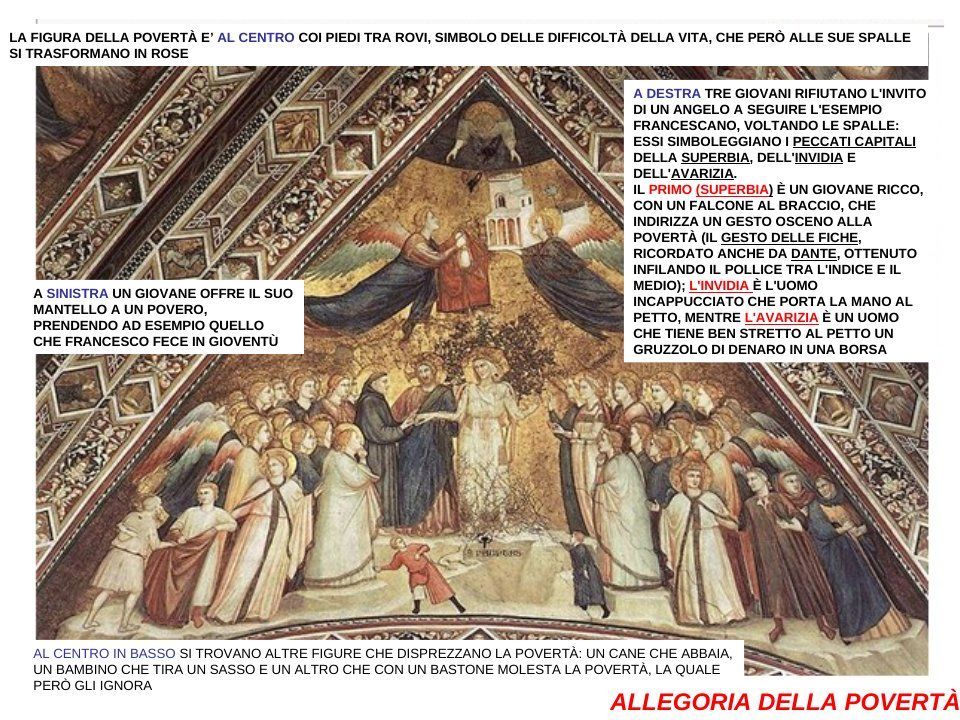 LA FIGURA DELLA POVERTÀ E’ AL CENTRO COI PIEDI TRA ROVI, SIMBOLO DELLE DIFFICOLTÀ DELLA VITA, CHE PERÒ ALLE SUE SPALLE
SI TRASFORMANO IN ROSE
A DESTRA TRE GIOVANI RIFIUTANO L'INVITO
DI UN ANGELO A SEGUIRE L'ESEMPIO
FRANCESCANO, VOLTANDO LE SPALLE:
ESSI SIMBOLEGGIANO I PECCATI CAPITALI
DELLA SUPERBIA, DELL'INVIDIA E
DELL'AVARIZIA.
IL PRIMO (SUPERBIA) È UN GIOVANE RICCO,
CON UN FALCONE AL BRACCIO, CHE
INDIRIZZA UN GESTO OSCENO ALLA
POVERTÀ (IL GESTO DELLE FICHE,
RICORDATO ANCHE DA DANTE, OTTENUTO
INFILANDO IL POLLICE TRA L'INDICE E IL
MEDIO); L'INVIDIA È L'UOMO
INCAPPUCCIATO CHE PORTA LA MANO AL
PETTO, MENTRE L'AVARIZIA È UN UOMO
CHE TIENE BEN STRETTO AL PETTO UN
GRUZZOLO DI DENARO IN UNA BORSA
A SINISTRA UN GIOVANE OFFRE IL SUO
MANTELLO A UN POVERO,
PRENDENDO AD ESEMPIO QUELLO
CHE FRANCESCO FECE IN GIOVENTÙ
AL CENTRO IN BASSO SI TROVANO ALTRE FIGURE CHE DISPREZZANO LA POVERTÀ: UN CANE CHE ABBAIA,
UN BAMBINO CHE TIRA UN SASSO E UN ALTRO CHE CON UN BASTONE MOLESTA LA POVERTÀ, LA QUALE
PERÒ GLI IGNORA
ALLEGORIA DELLA POVERTÀ